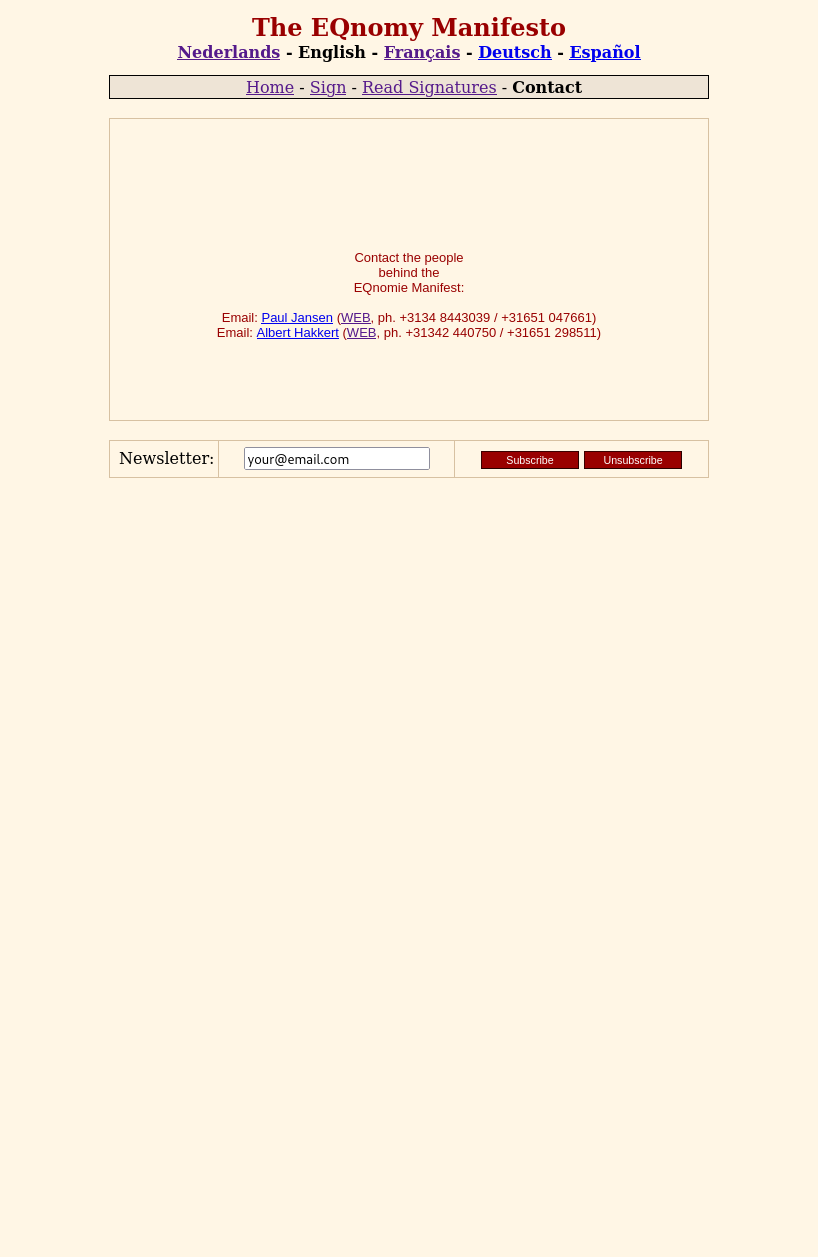 The EQnomy Manifesto
Nederlands - English - Français - Deutsch - Español
Home - Sign - Read Signatures - Contact
Contact the people
behind the
EQnomie Manifest:
Email: Paul Jansen (WEB, ph. +3134 8443039 / +31651 047661)
Email: Albert Hakkert (WEB, ph. +31342 440750 / +31651 298511)
Newsletter: your@email.com Subscribe Unsubscribe